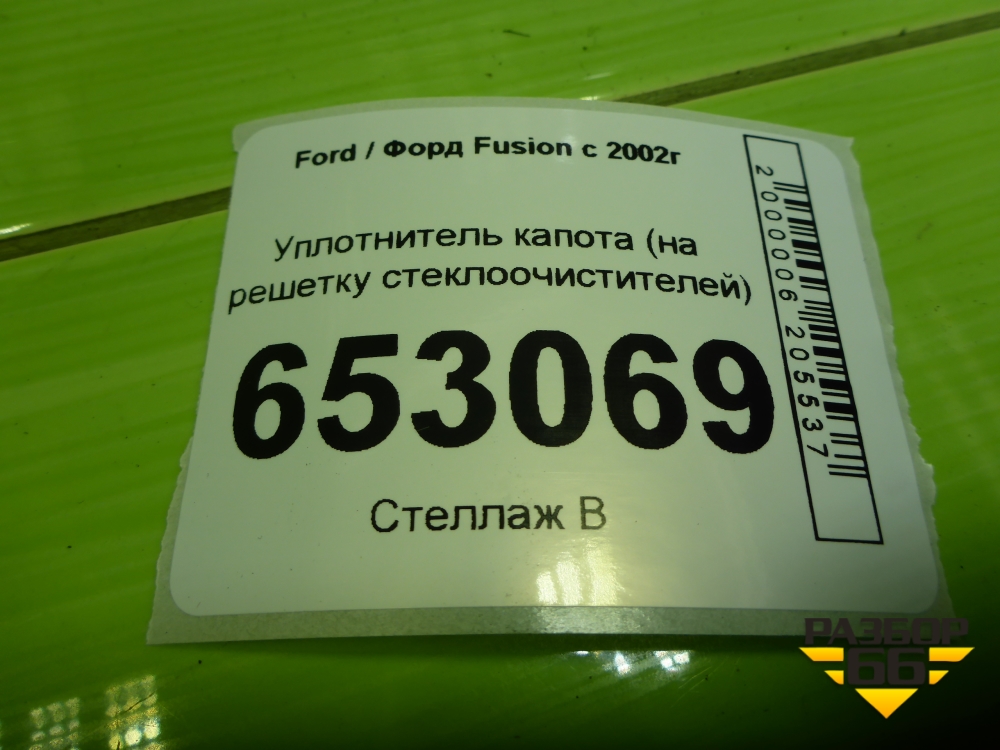 Ford / Форд Fusion с 2002г
Уплотнитель капота (на
решетку стеклоочистителей)
653069
Стеллаж В
2000006205537
РАЗБОР
66